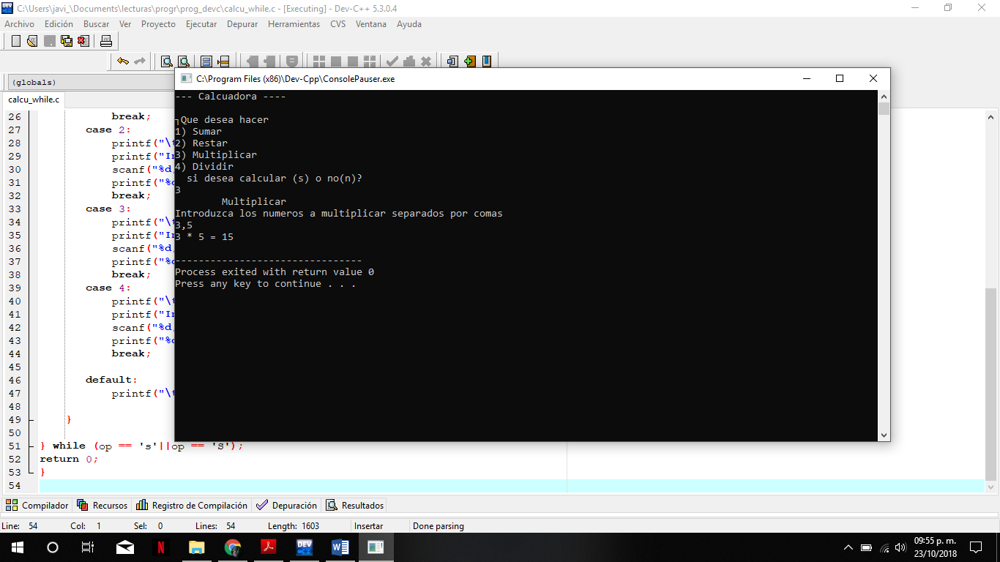 C:\Users\javi_\Documents\lecturas\progr\prog_devc\calcu_while.c - [Executing] - Dev-C++ 5.3.0.4
Archivo Edición Buscar Ver Proyecto Ejecutar Depurar Herramientas CVS Ventana Ayuda
(globals)
calcu_while.c
C:\Program Files (x86)\Dev-Cpp\ConsolePauser.exe
--- Calcuadora ----
┐Que desea hacer
1) Sumar
2) Restar
3) Multiplicar
4) Dividir
si desea calcular (s) o no(n)?
3
Multiplicar
Introduzca los numeros a multiplicar separados por comas
3,5
3 * 5 = 15
--------------------------------
Process exited with return value 0
Press any key to continue . . .
26 break;
27 case 2:
28 printf("\t
29 printf("In
30 scanf("%d,
31 printf("%d
32 break;
33 case 3:
34 printf("\t
35 printf("In
36 scanf("%d,
37 printf("%d
38 break;
39 case 4:
40 printf("\t
41 printf("In
42 scanf("%d,
43 printf("%d
44 break;
45
46 default:
47 printf("\t
48
49 }
50
51 } while (op == 's'||op == 'S');
52 return 0;
53 }
54
Compilador Recursos Registro de Compilación Depuración Resultados
Line: 54 Col: 1 Sel: 0 Lines: 54 Length: 1603 Insertar Done parsing
09:55 p. m.
23/10/2018